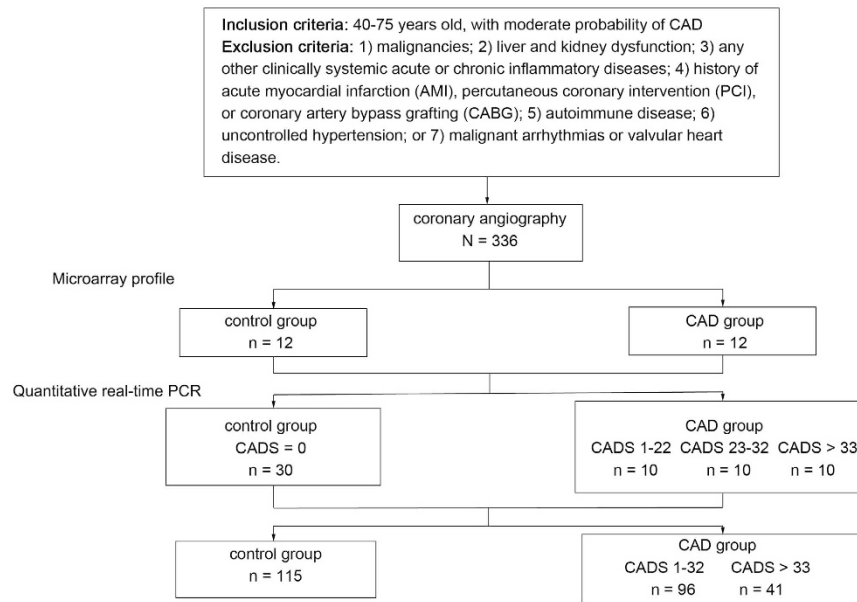 Inclusion criteria: 40-75 years old, with moderate probability of CAD
Exclusion criteria: 1) malignancies; 2) liver and kidney dysfunction; 3) any
other clinically systemic acute or chronic inflammatory diseases; 4) history of
acute myocardial infarction (AMI), percutaneous coronary intervention (PCI),
or coronary artery bypass grafting (CABG); 5) autoimmune disease; 6)
uncontrolled hypertension; or 7) malignant arrhythmias or valvular heart
disease.
coronary angiography
N = 336
Microarray profile
control group
n = 12
CAD group
n = 12
Quantitative real-time PCR
control group
CADS = 0
n = 30
CAD group
CADS 1-22 CADS 23-32 CADS > 33
n = 10 n = 10 n = 10
control group
n = 115
CAD group
CADS 1-32 CADS > 33
n = 96 n = 41